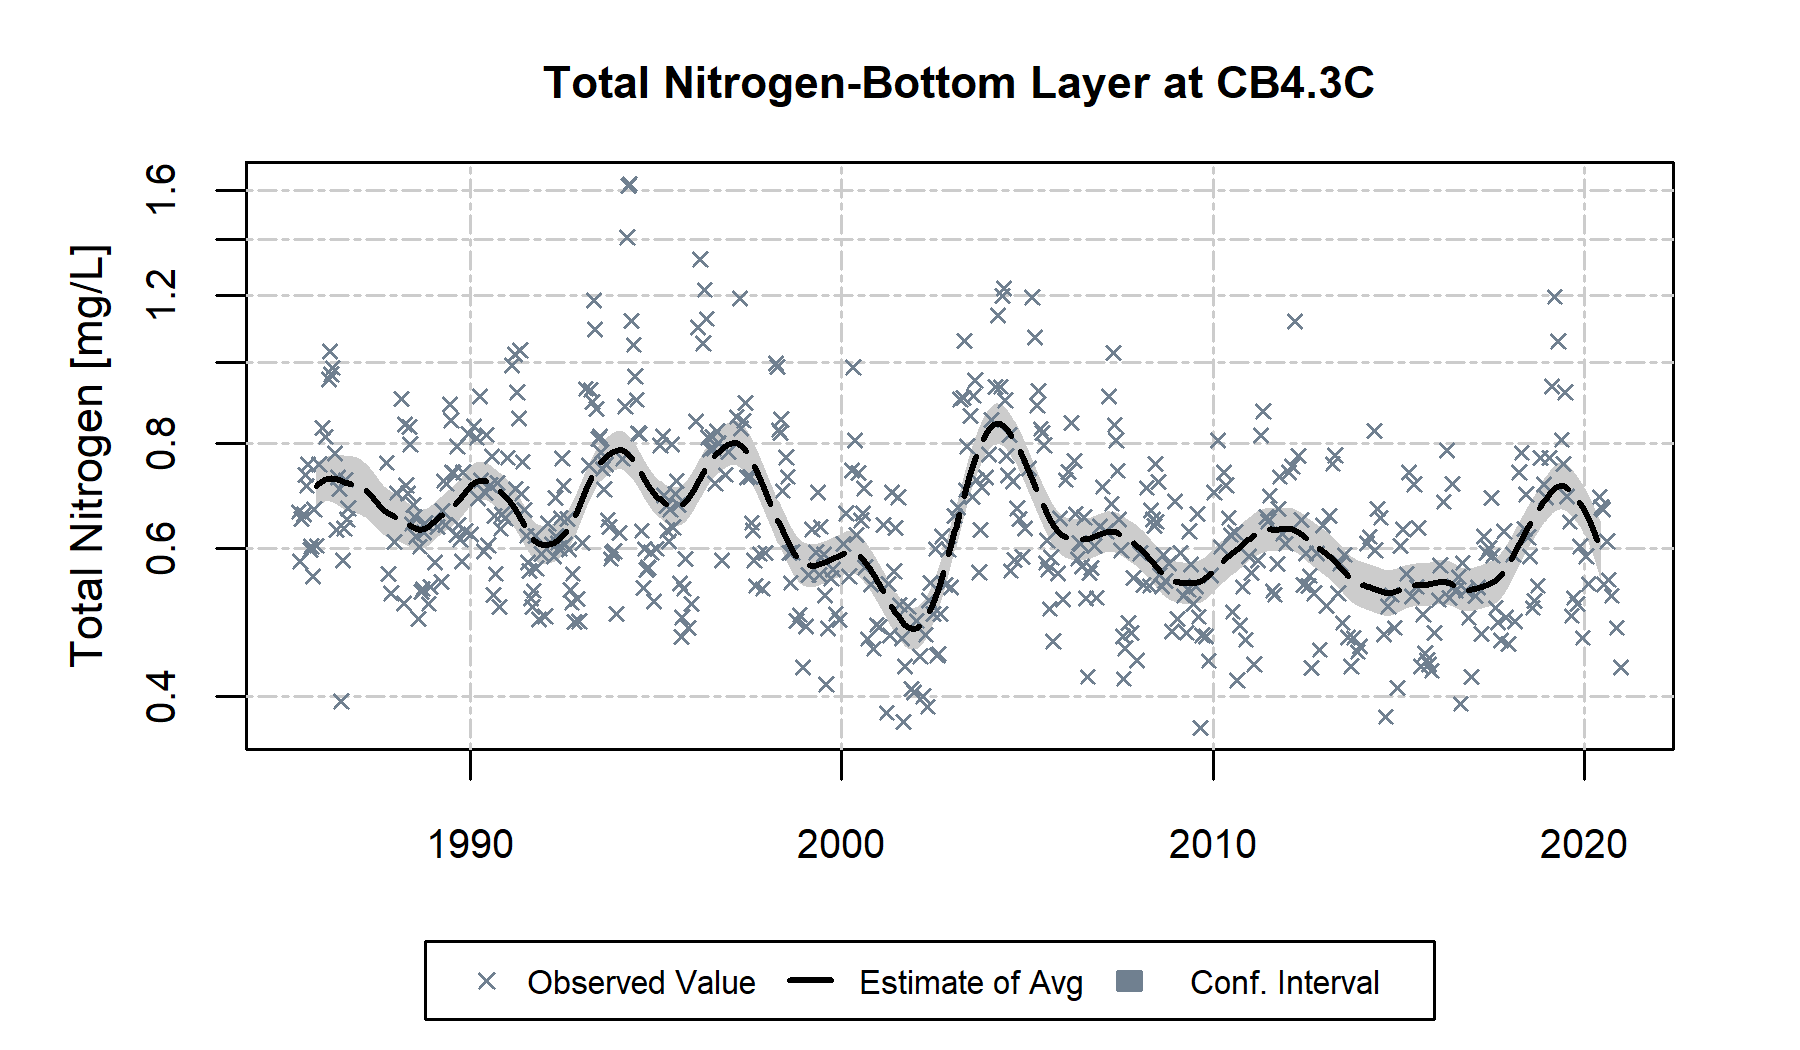 Total Nitrogen-Bottom Layer at CB4.3C
Total Nitrogen [mg/L]
1.6
1.2
0.8
0.6
0.4
1990 2000 2010 2020
Observed Value Estimate of Avg Conf. Interval